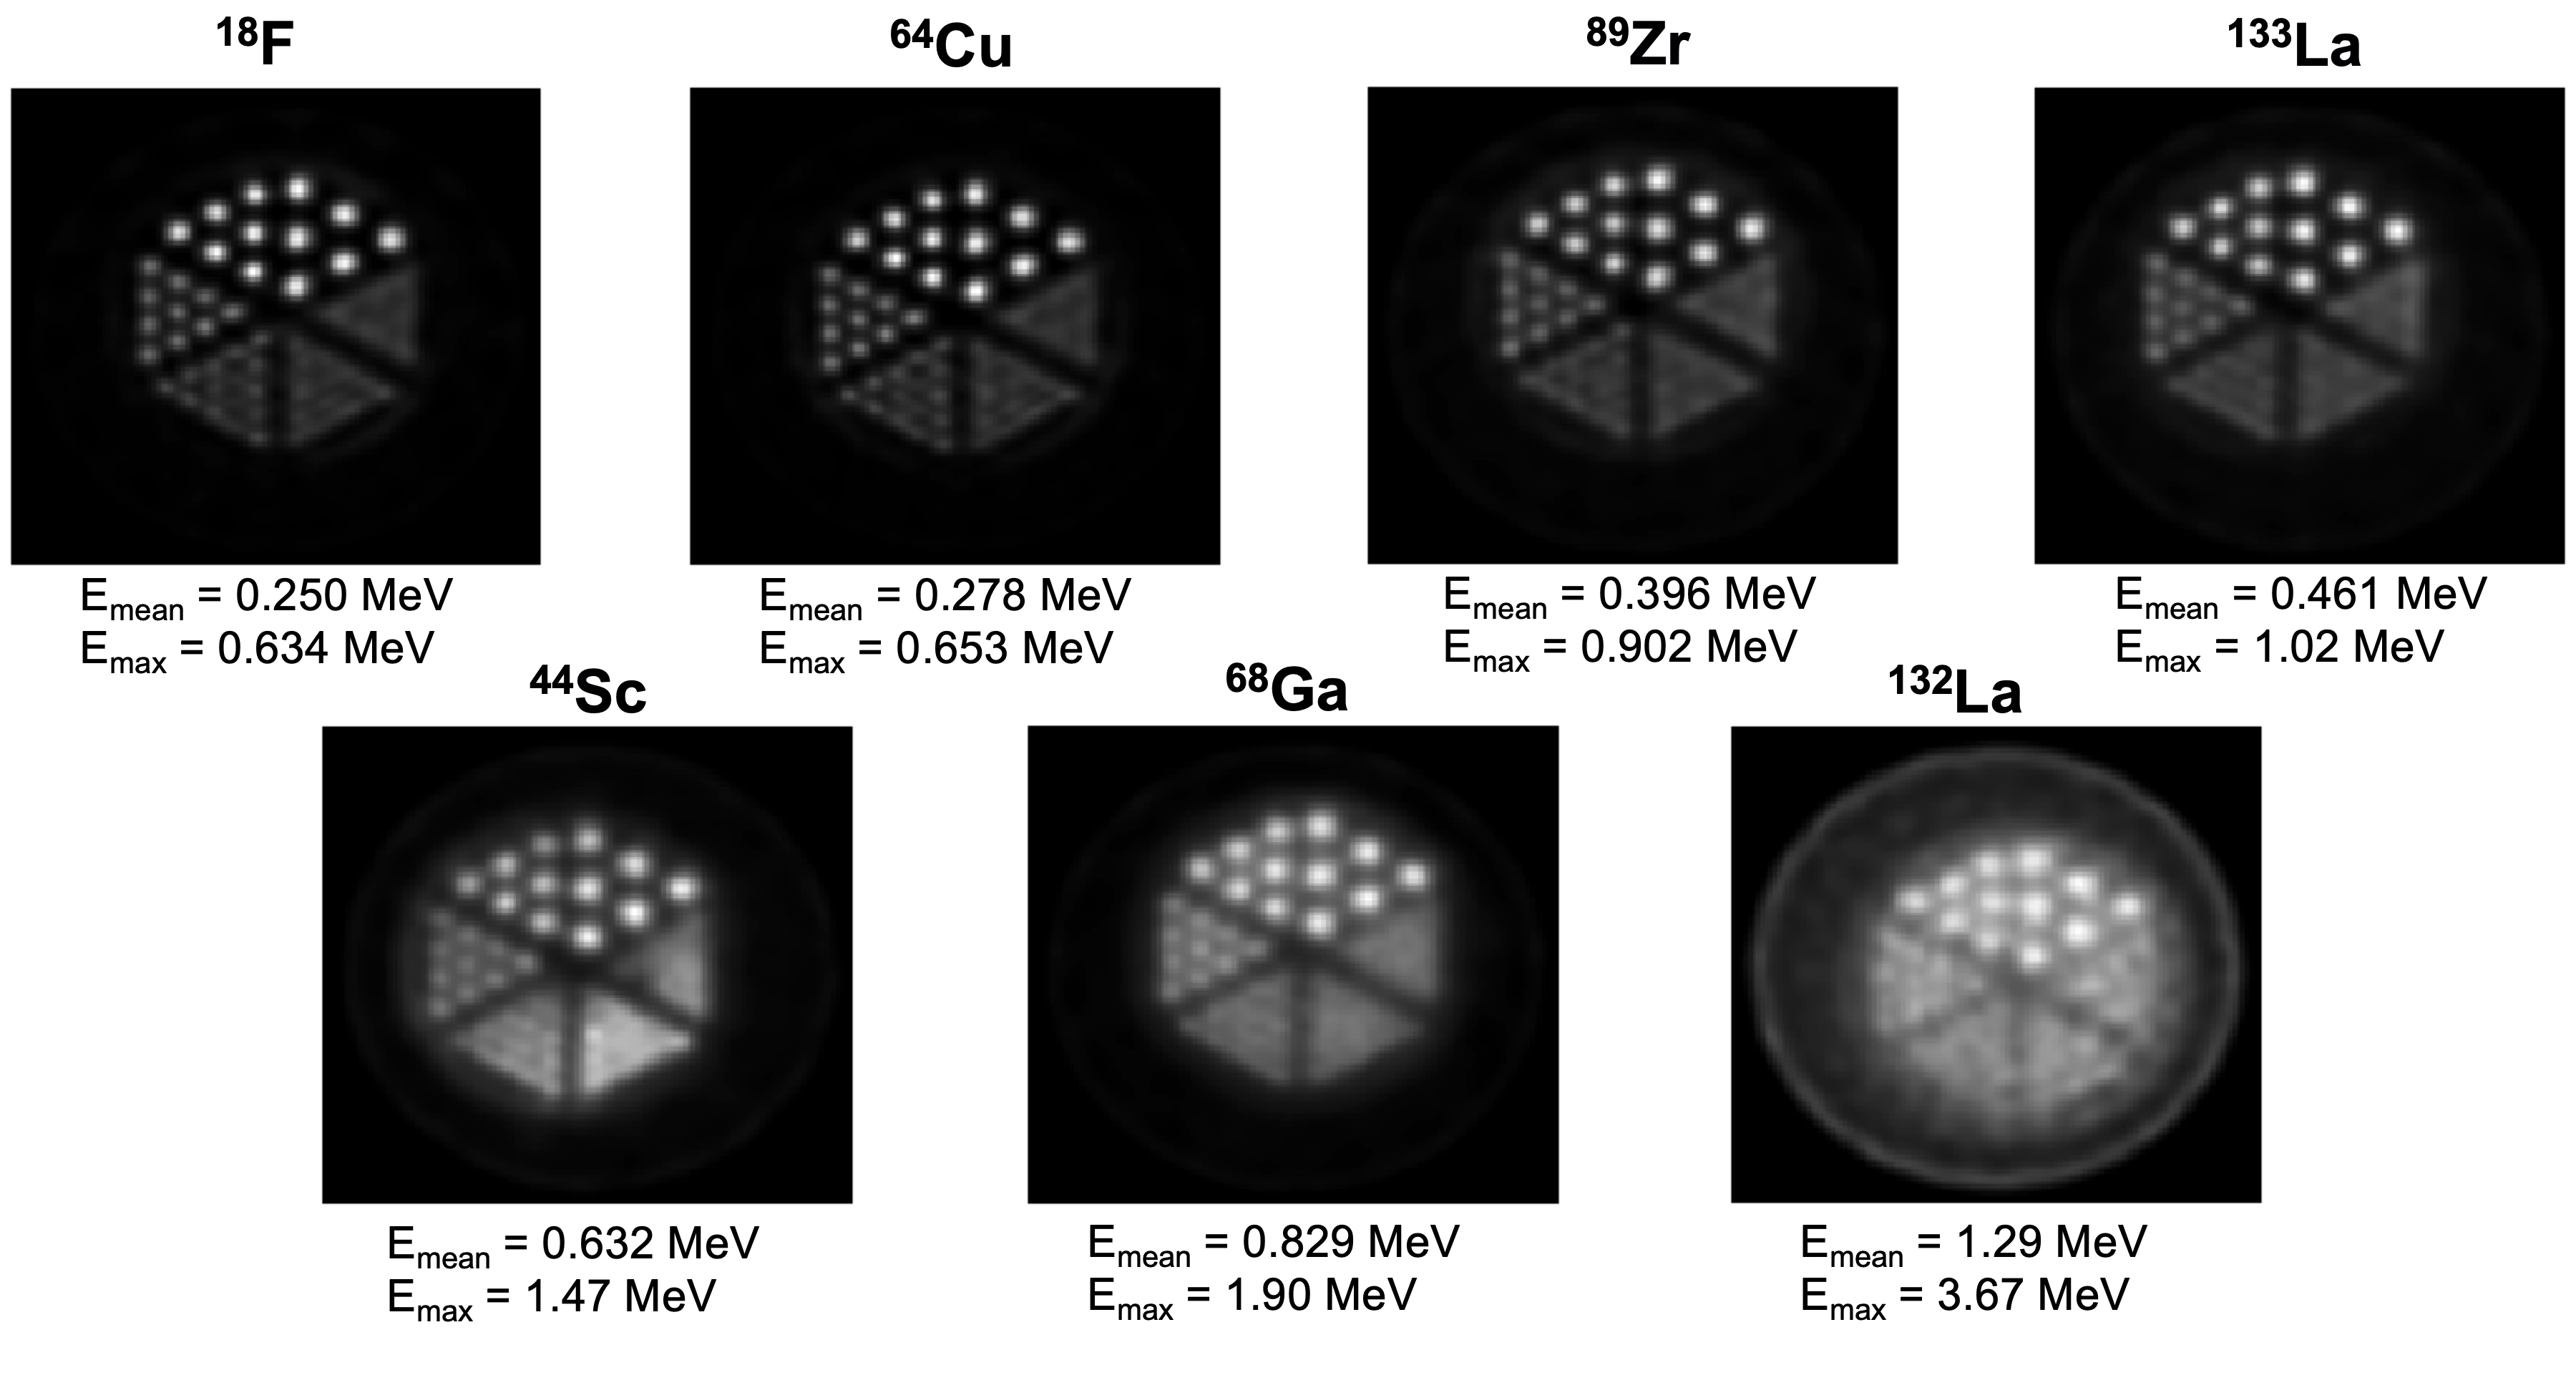 ¹⁸F
⁶⁴Cu
⁸⁹Zr
¹³³La
Emean = 0.250 MeV
Emax = 0.634 MeV
Emean = 0.278 MeV
Emax = 0.653 MeV
Emean = 0.396 MeV
Emax = 0.902 MeV
Emean = 0.461 MeV
Emax = 1.02 MeV
⁴⁴Sc
⁶⁸Ga
¹³²La
Emean = 0.632 MeV
Emax = 1.47 MeV
Emean = 0.829 MeV
Emax = 1.90 MeV
Emean = 1.29 MeV
Emax = 3.67 MeV